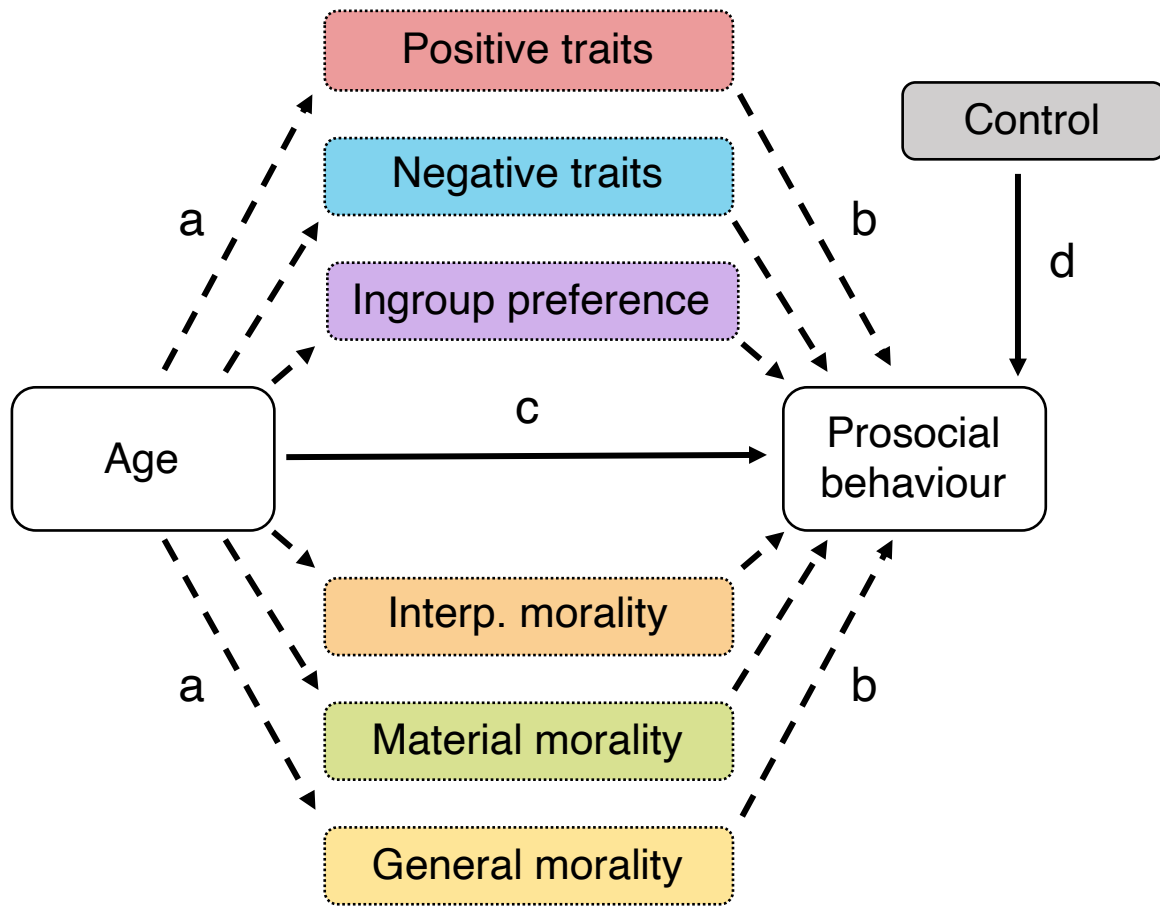 Positive traits
Control
Negative traits
a
b
d
Ingroup preference
c
Age
Prosocial
behaviour
Interp. morality
a
b
Material morality
General morality